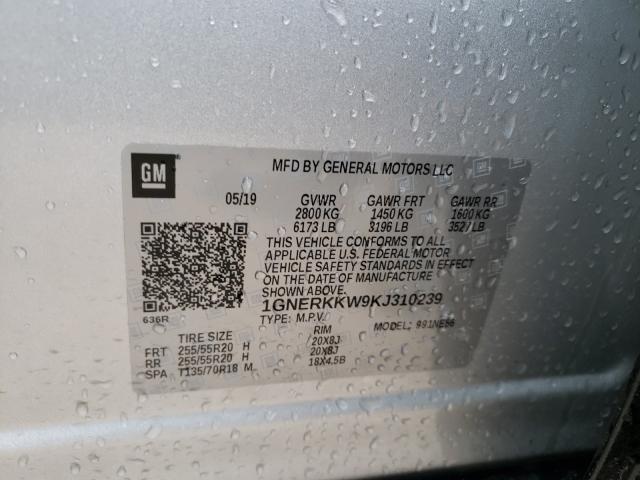 GM
MFD BY GENERAL MOTORS LLC
05/19 GVWR GAWR FRT GAWR RR
2800 KG 1450 KG 1600 KG
6173 LB 3196 LB 3527 LB
THIS VEHICLE CONFORMS TO ALL
APPLICABLE U.S. FEDERAL MOTOR
VEHICLE SAFETY STANDARDS IN EFFECT
ON THE DATE OF MANUFACTURE
SHOWN ABOVE.
1GNERKKW9KJ310239
636R TYPE: M.P.V. MODEL:
TIRE SIZE RIM
FRT 255/55R20 H 20X8J
RR 255/55R20 H 20X8J
SPA T135/70R18 M 18X4.5B